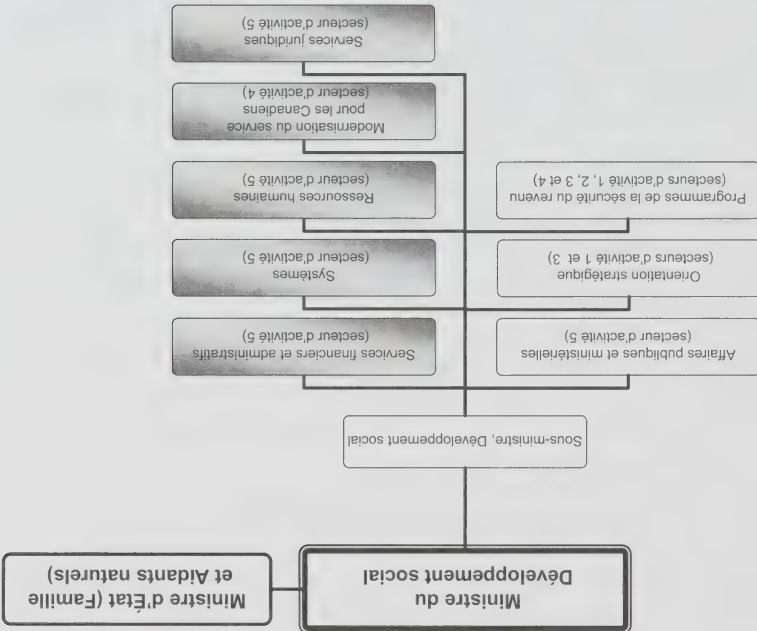 Ministre du
Développement social
Ministre d'État (Famille
et Aidants naturels)
Sous-ministre, Développement social
Affaires publiques et ministérielles
(secteur d'activité 5)
Services financiers et administratifs
(secteur d'activité 5)
Orientation stratégique
(secteurs d'activité 1 et 3)
Systèmes
(secteur d'activité 5)
Programmes de la sécurité du revenu
(secteurs d'activité 1, 2, 3 et 4)
Ressources humaines
(secteur d'activité 5)
Modernisation du service
pour les Canadiens
(secteur d'activité 4)
Services juridiques
(secteur d'activité 5)